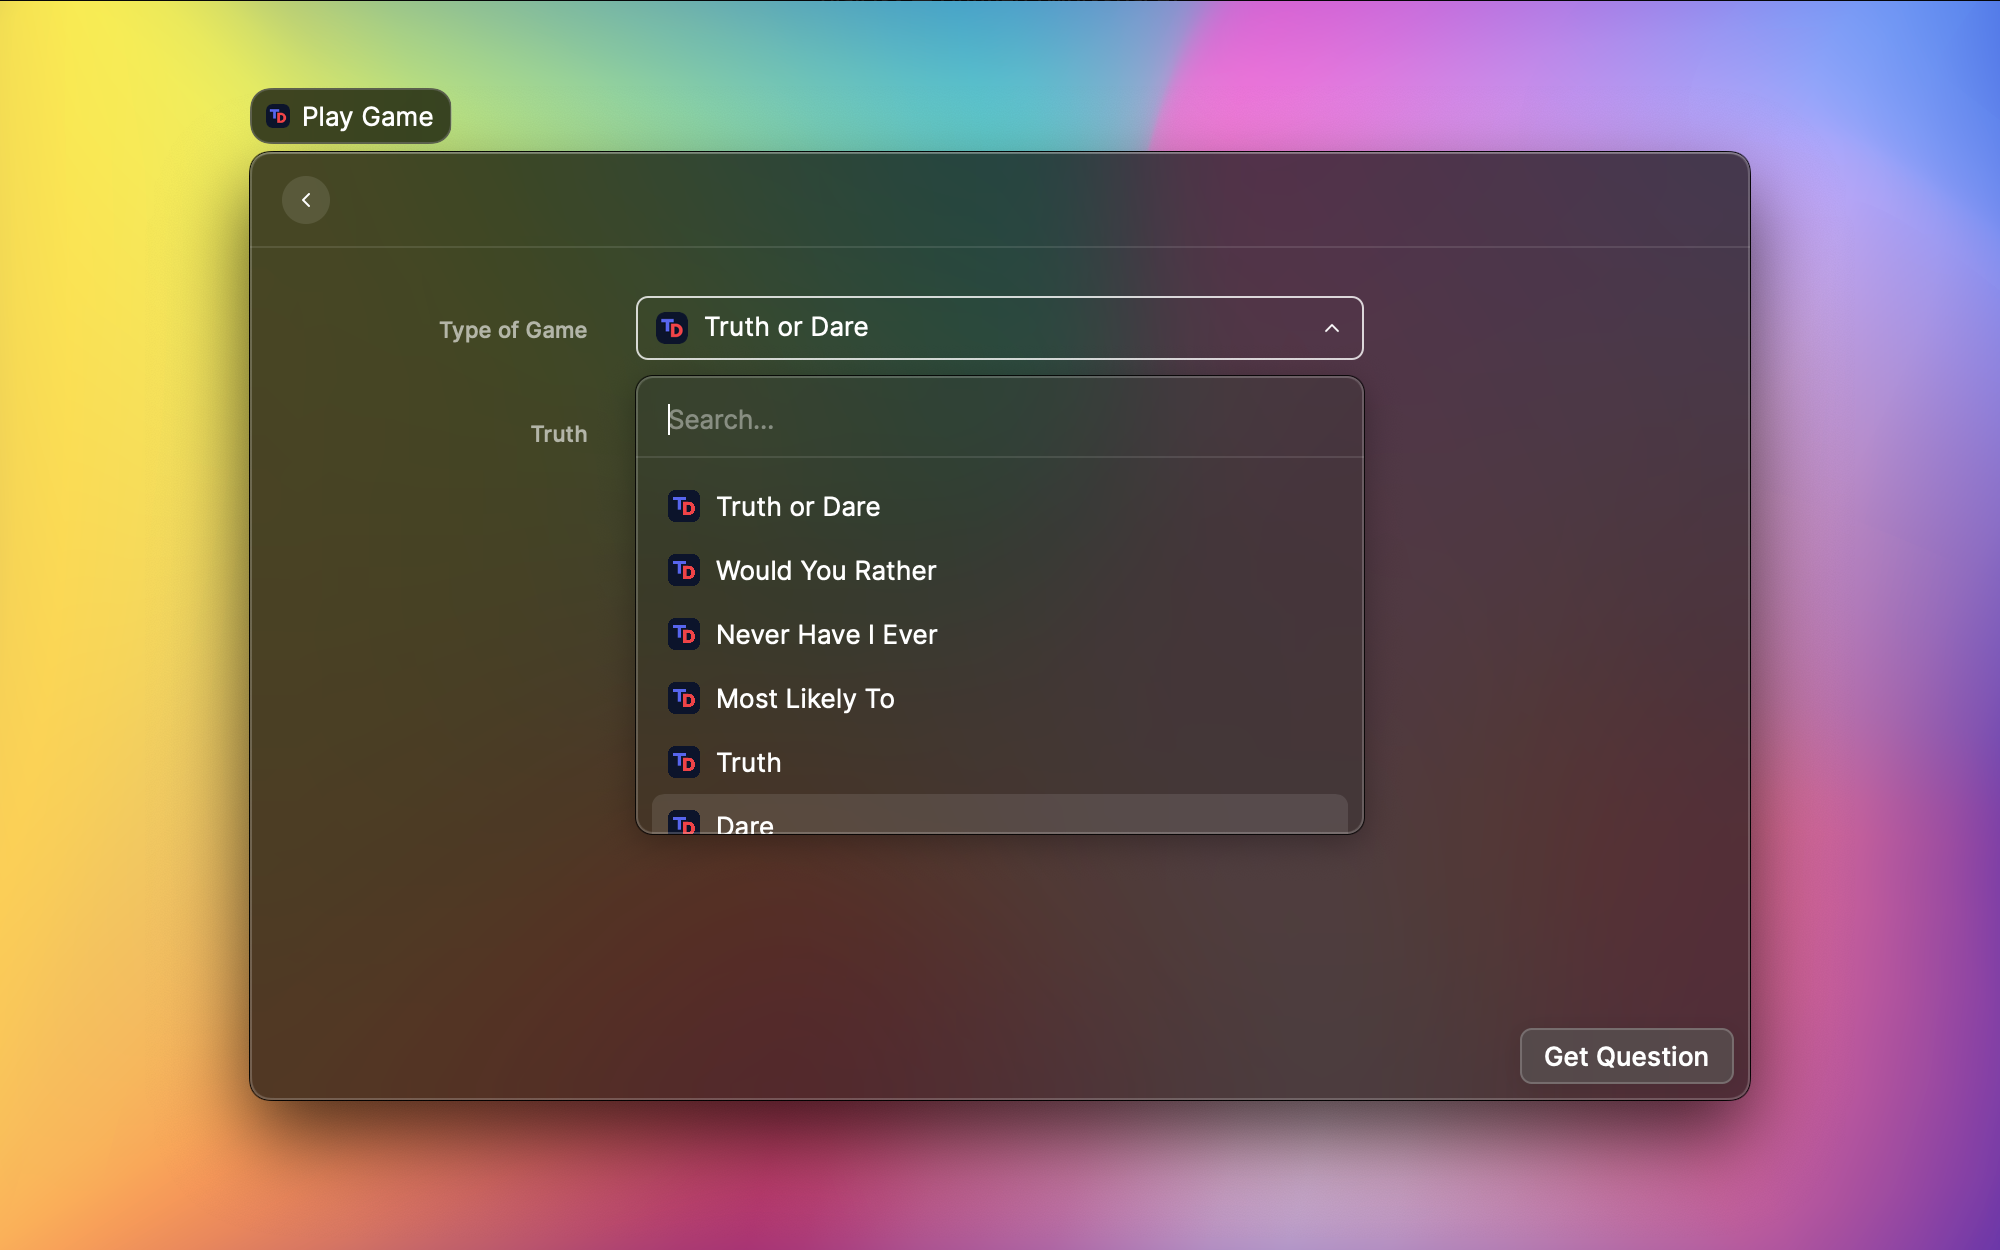 Play Game
Type of Game
Truth or Dare
Truth
Search...
Truth or Dare
Would You Rather
Never Have I Ever
Most Likely To
Truth
Dare
Get Question